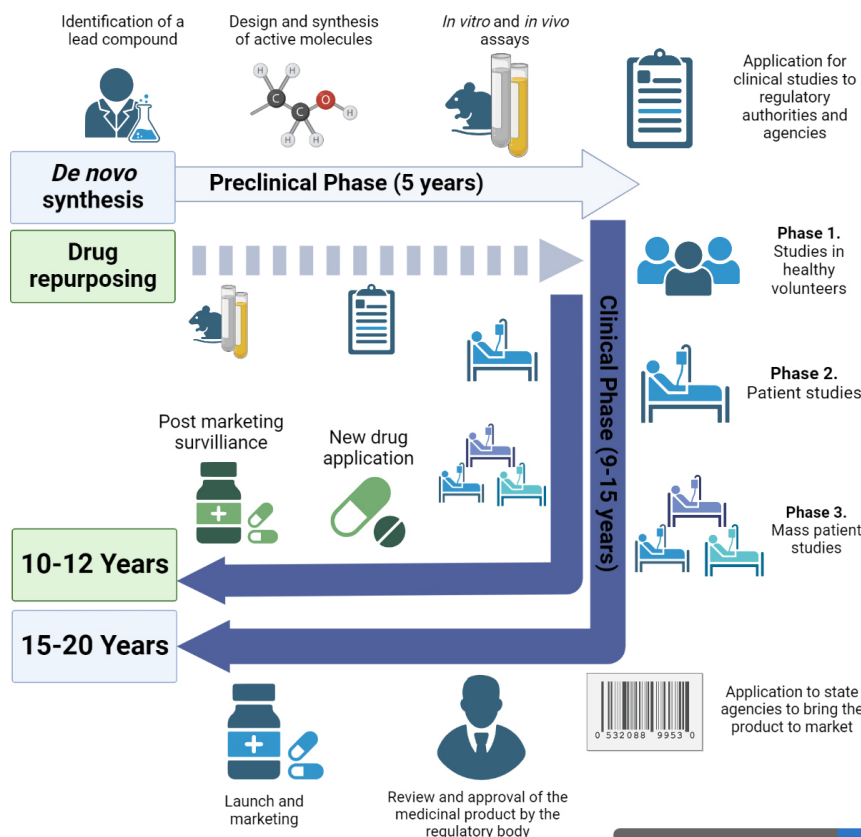 Identification of a
lead compound
Design and synthesis
of active molecules
In vitro and in vivo
assays
Application for
clinical studies to
regulatory
authorities and
agencies
H
H
C
C
O
H
H
H
De novo
synthesis
Preclinical Phase (5 years)
Drug
repurposing
Clinical Phase (9-15 years)
Phase 1.
Studies in
healthy
volunteers
Phase 2.
Patient studies
Phase 3.
Mass patient
studies
Post marketing
survilliance
New drug
application
10-12 Years
15-20 Years
0 532088 9953 0
Application to state
agencies to bring the
product to market
Launch and
marketing
Review and approval of the
medicinal product by the
regulatory body